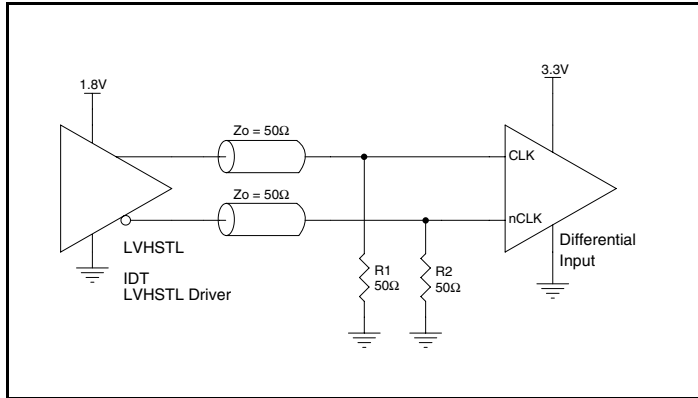 1.8V
3.3V
Zo = 50Ω
CLK
Zo = 50Ω
nCLK
LVHSTL
IDT
LVHSTL Driver
R1
50Ω
R2
50Ω
Differential
Input